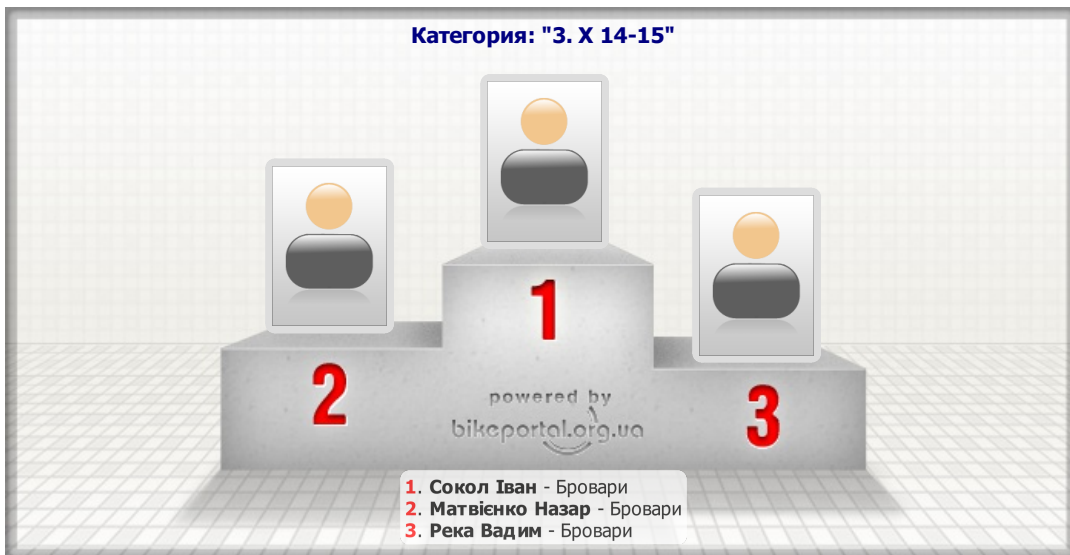 Категория: "3. Х 14-15"
1
2
3
powered by
bikeportal.org.ua
1. Сокол Іван - Бровари
2. Матвієнко Назар - Бровари
3. Река Вадим - Бровари